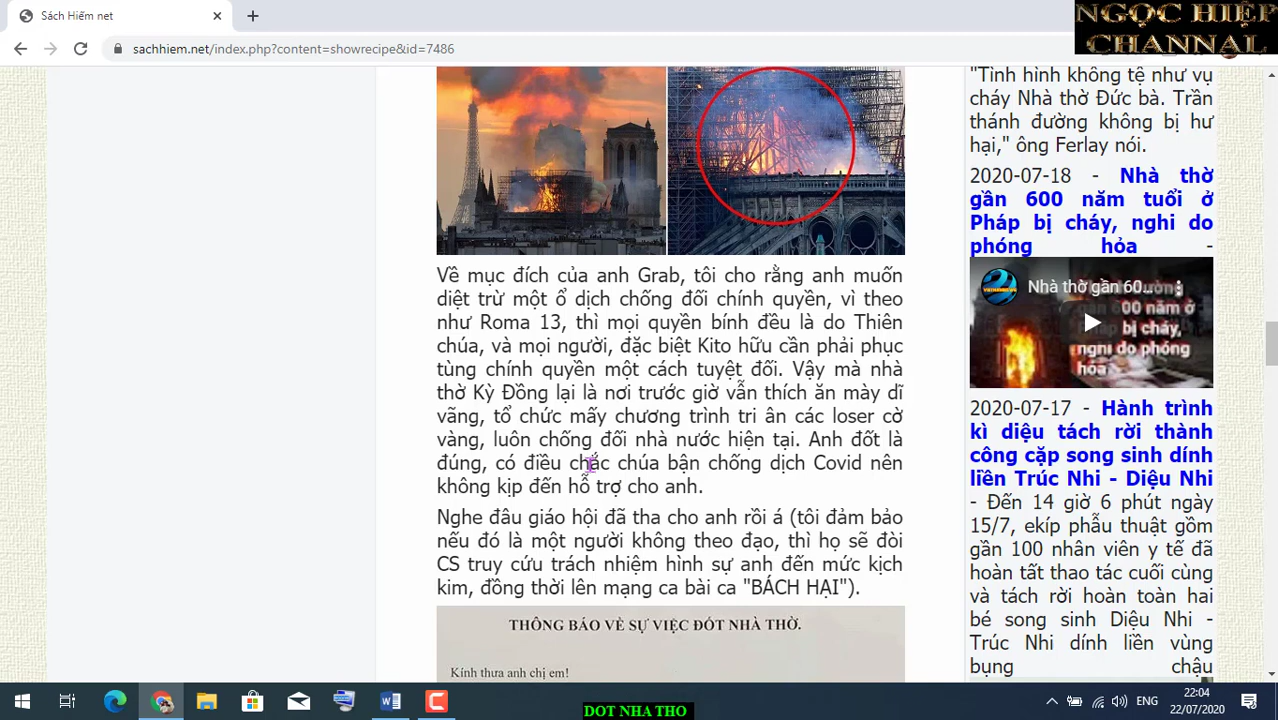 Sách Hiếm net
NGỌC HIỆP
CHANNAL
sachhiem.net/index.php?content=showrecipe&id=7486
Về mục đích của anh Grab, tôi cho rằng anh muốn
diệt trừ một ổ dịch chống đối chính quyền, vì theo
như Roma 13, thì mọi quyền bính đều là do Thiên
chúa, và mọi người, đặc biệt Kito hữu cần phải phục
tùng chính quyền một cách tuyệt đối. Vậy mà nhà
thờ Kỳ Đồng lại là nơi trước giờ vẫn thích ăn mày dĩ
vãng, tổ chức mấy chương trình tri ân các loser cờ
vàng, luôn chống đối nhà nước hiện tại. Anh đốt là
đúng, có điều chắc chúa bận chống dịch Covid nên
không kịp đến hỗ trợ cho anh.
Nghe đâu giáo hội đã tha cho anh rồi á (tôi đảm bảo
nếu đó là một người không theo đạo, thì họ sẽ đòi
CS truy cứu trách nhiệm hình sự anh đến mức kịch
kim, đồng thời lên mạng ca bài ca "BÁCH HẠI").
THÔNG BÁO VỀ SỰ VIỆC ĐỐT NHÀ THỜ.
Kính thưa anh chị em!
"Tình hình không tệ như vụ
cháy Nhà thờ Đức bà. Trần
thánh đường không bị hư
hại," ông Ferlay nói.
2020-07-18 - Nhà thờ
gần 600 năm tuổi ở
Pháp bị cháy, nghi do
phóng hỏa -
Nhà thờ gần 60...
gần 600 năm ở
bị cháy,
nghi do phóng
hỏa
2020-07-17 - Hành trình
kì diệu tách rời thành
công cặp song sinh dính
liền Trúc Nhi - Diệu Nhi
- Đến 14 giờ 6 phút ngày
15/7, ekíp phẫu thuật gồm
gần 100 nhân viên y tế đã
hoàn tất thao tác cuối cùng
và tách rời hoàn toàn hai
bé song sinh Diệu Nhi -
Trúc Nhi dính liền vùng
bụng chậu
ENG
22:04
22/07/2020
DOT NHA THO